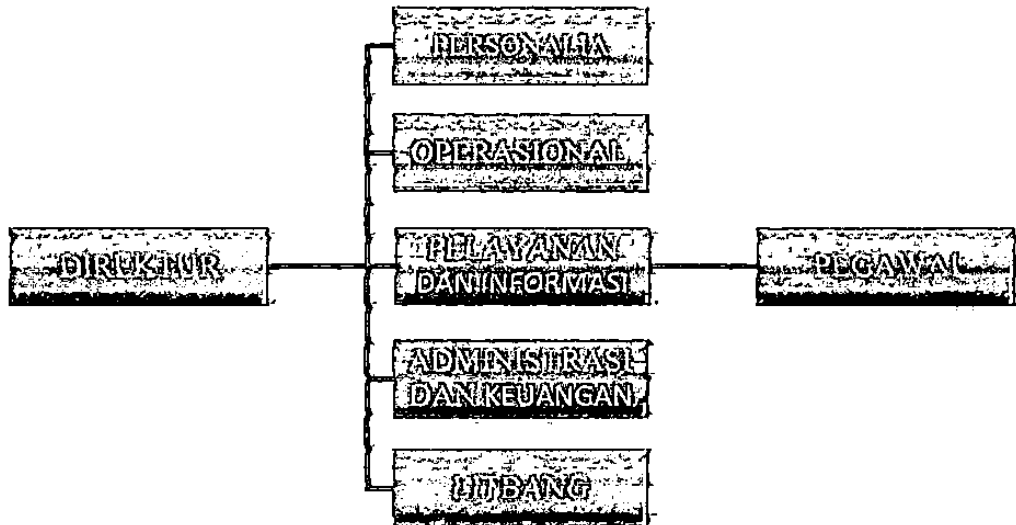 PERSONALIA
OPERASIONAL
DIREKTUR
PELAYANAN
DAN INFORMASI
PEGAWAI
ADMINISTRASI
DAN KEUANGAN
LITBANG